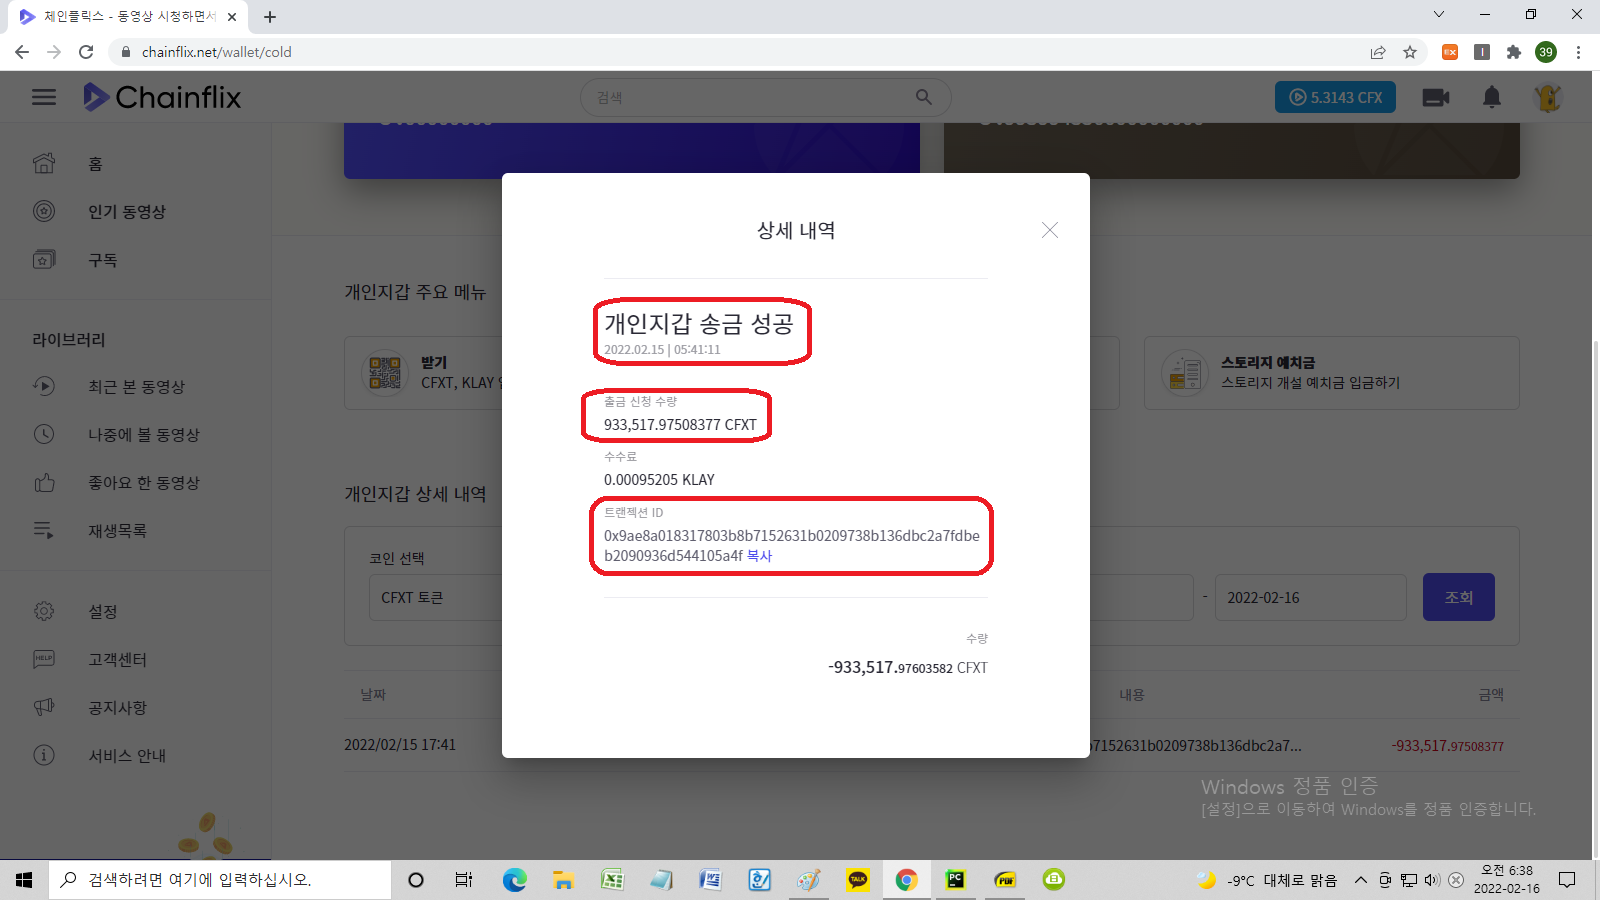 체인플릭스 - 동영상 시청하면서
chainflix.net/wallet/cold
39
Chainflix
검색
5.3143 CFX
홈
인기 동영상
구독
라이브러리
최근 본 동영상
나중에 볼 동영상
좋아요 한 동영상
재생목록
설정
HELP
고객센터
공지사항
서비스 안내
개인지갑 주요 메뉴
받기
CFXT, KLAY
스토리지 예치금
스토리지 개설 예치금 입금하기
개인지갑 상세 내역
코인 선택
CFXT 토큰
-
2022-02-16
조회
날짜
내용
금액
2022/02/15 17:41
7152631b0209738b136dbc2a7...
-933,517.97508377
상세 내역
개인지갑 송금 성공
2022.02.15 | 05:41:11
출금 신청 수량
933,517.97508377 CFXT
수수료
0.00095205 KLAY
트랜젝션 ID
0x9ae8a018317803b8b7152631b0209738b136dbc2a7fdbe
b2090936d544105a4f 복사
수량
-933,517.97603582 CFXT
Windows 정품 인증
[설정]으로 이동하여 Windows를 정품 인증합니다.
검색하려면 여기에 입력하십시오.
TALK
PC
PDF
-9°C 대체로 맑음
오전 6:38
2022-02-16